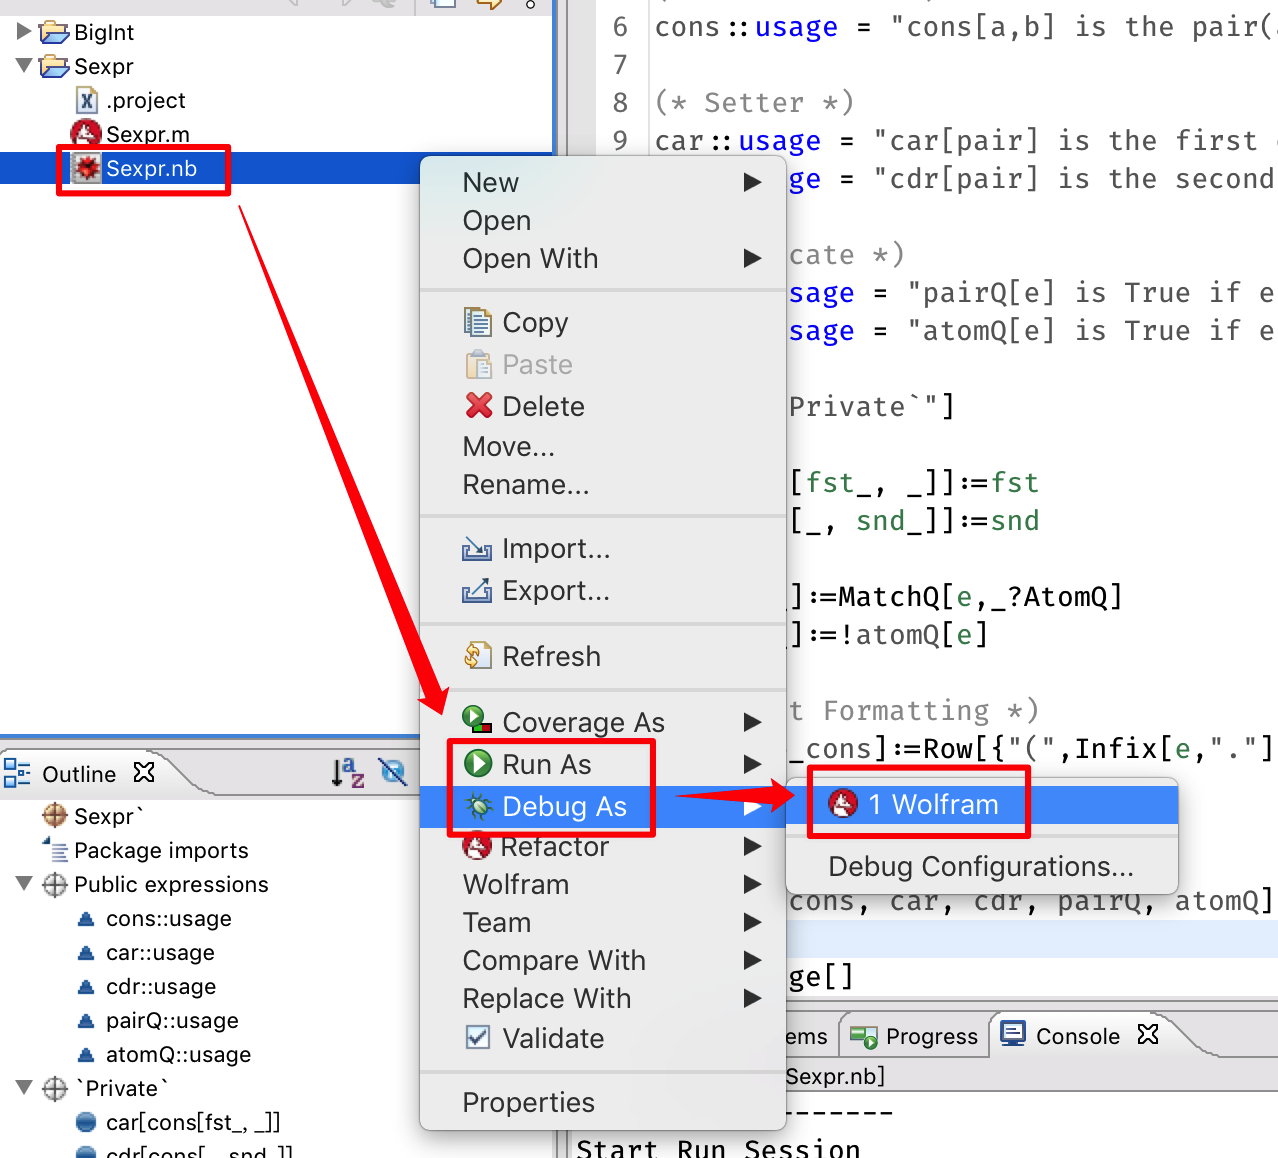 BigInt
Sexpr
.project
Sexpr.m
Sexpr.nb
6 cons::usage = "cons[a,b] is the pair(
7
8 (* Setter *)
9 car::usage = "car[pair] is the first
ge = "cdr[pair] is the second
cate *)
sage = "pairQ[e] is True if e
sage = "atomQ[e] is True if e
Private`"]
[fst_, _]]:=fst
[_, snd_]]:=snd
]:=MatchQ[e,_?AtomQ]
]:=!atomQ[e]
t Formatting *)
_cons]:=Row[{"(",Infix[e,"."]
cons, car, cdr, pairQ, atomQ]
ge[]
New
Open
Open With
Copy
Paste
Delete
Move...
Rename...
Import...
Export...
Refresh
Coverage As
Run As
Debug As
Refactor
Wolfram
Team
Compare With
Replace With
Validate
Properties
1 Wolfram
Debug Configurations...
Outline
Sexpr`
Package imports
Public expressions
cons::usage
car::usage
cdr::usage
pairQ::usage
atomQ::usage
`Private`
car[cons[fst_, _]]
cdr[cons[_, snd_]]
ems
Progress
Console
Sexpr.nb]
-------
Start Run Session